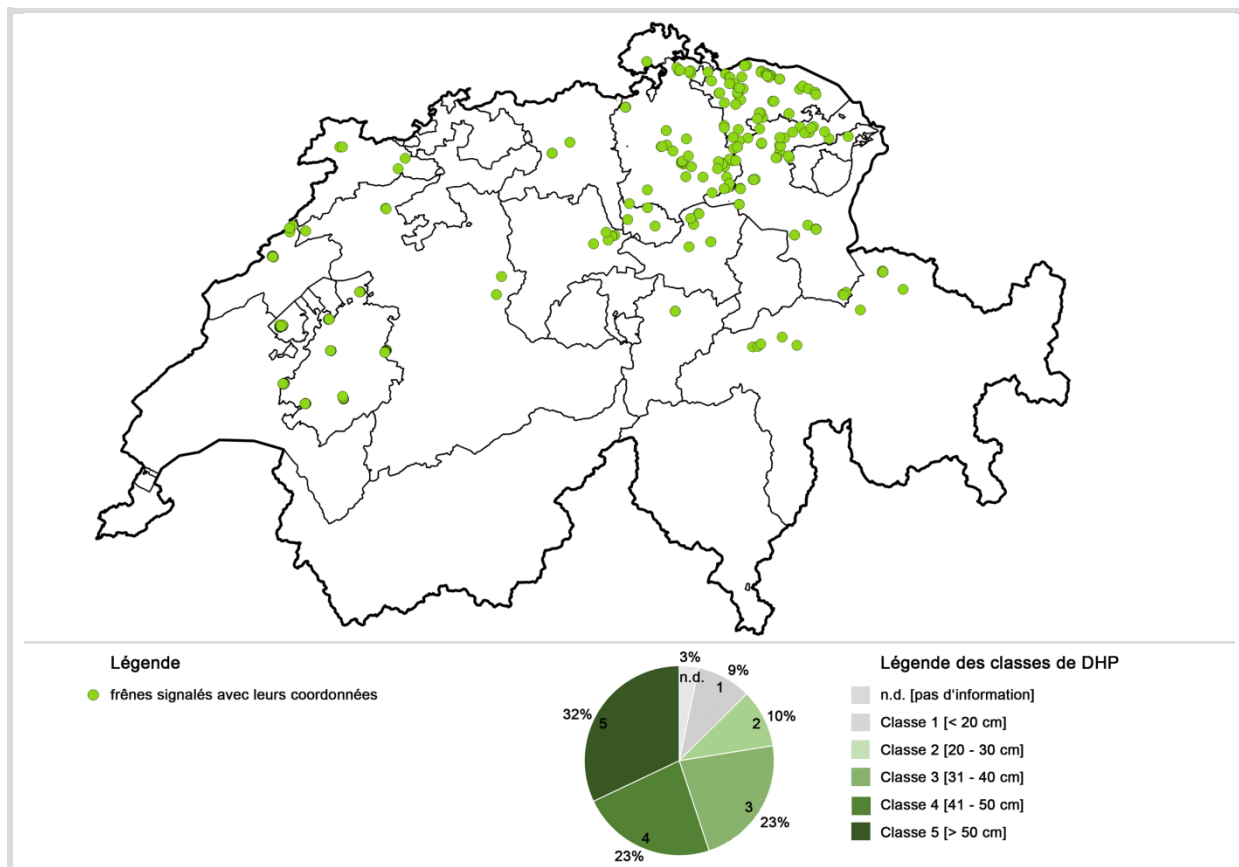 Légende
frênes signalés avec leurs coordonnées
3%
n.d.
9%
1
10%
2
32%
5
3
23%
4
23%
Légende des classes de DHP
n.d. [pas d'information]
Classe 1 [< 20 cm]
Classe 2 [20 - 30 cm]
Classe 3 [31 - 40 cm]
Classe 4 [41 - 50 cm]
Classe 5 [> 50 cm]